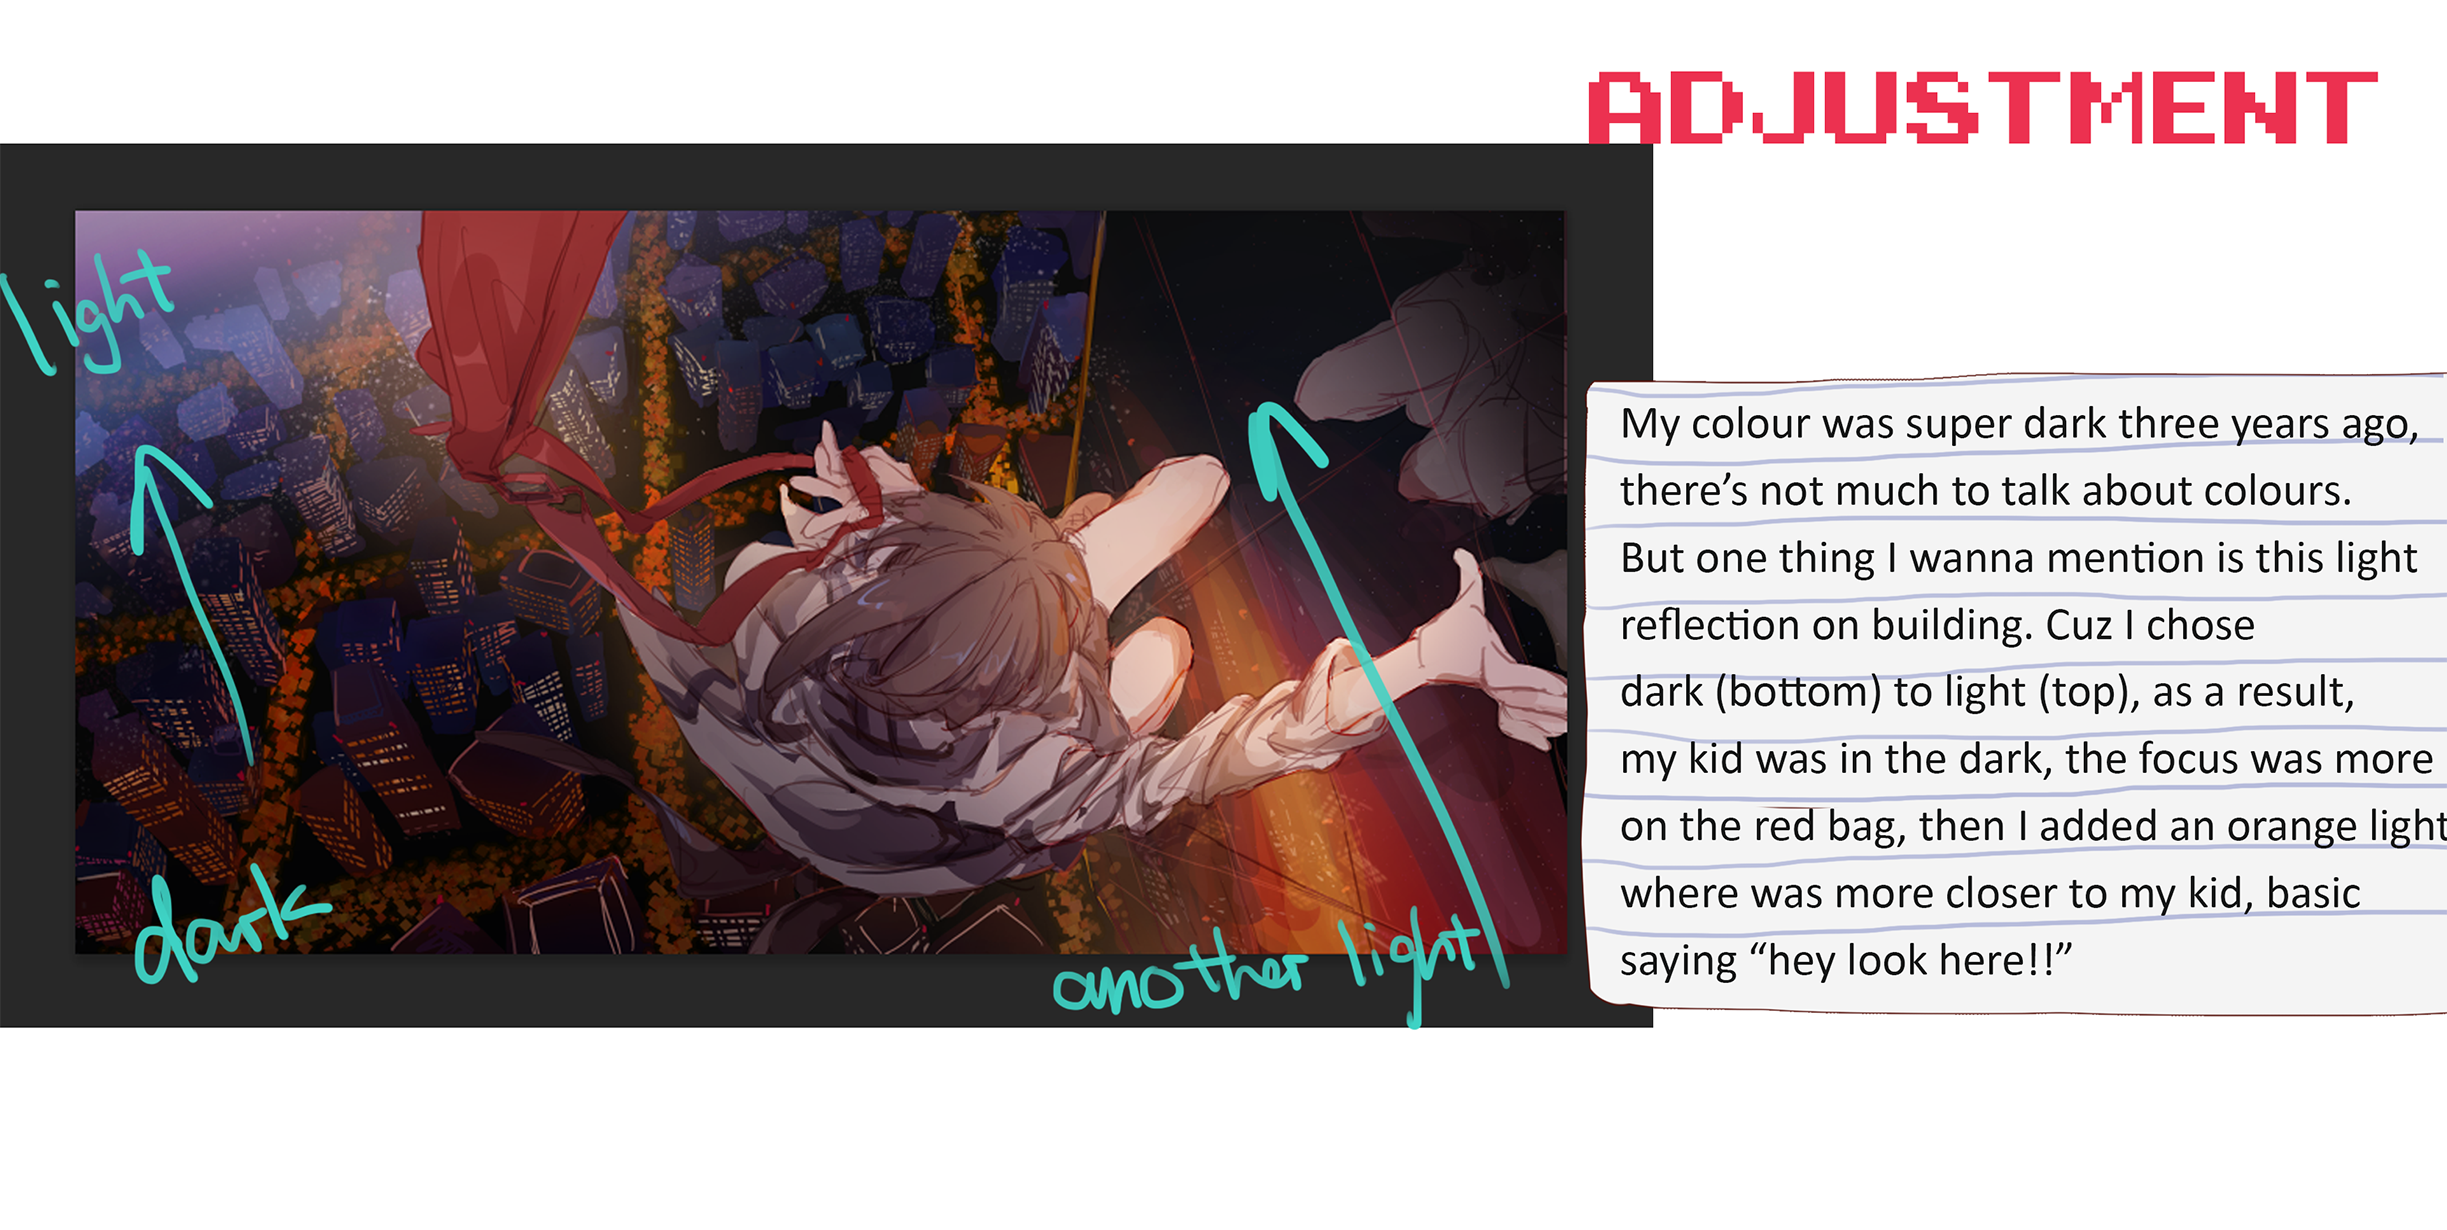 ADJUSTMENT
light
dark
another light
My colour was super dark three years ago,
there’s not much to talk about colours.
But one thing I wanna mention is this light
reflection on building. Cuz I chose
dark (bottom) to light (top), as a result,
my kid was in the dark, the focus was more
on the red bag, then I added an orange light
where was more closer to my kid, basic
saying “hey look here!!”